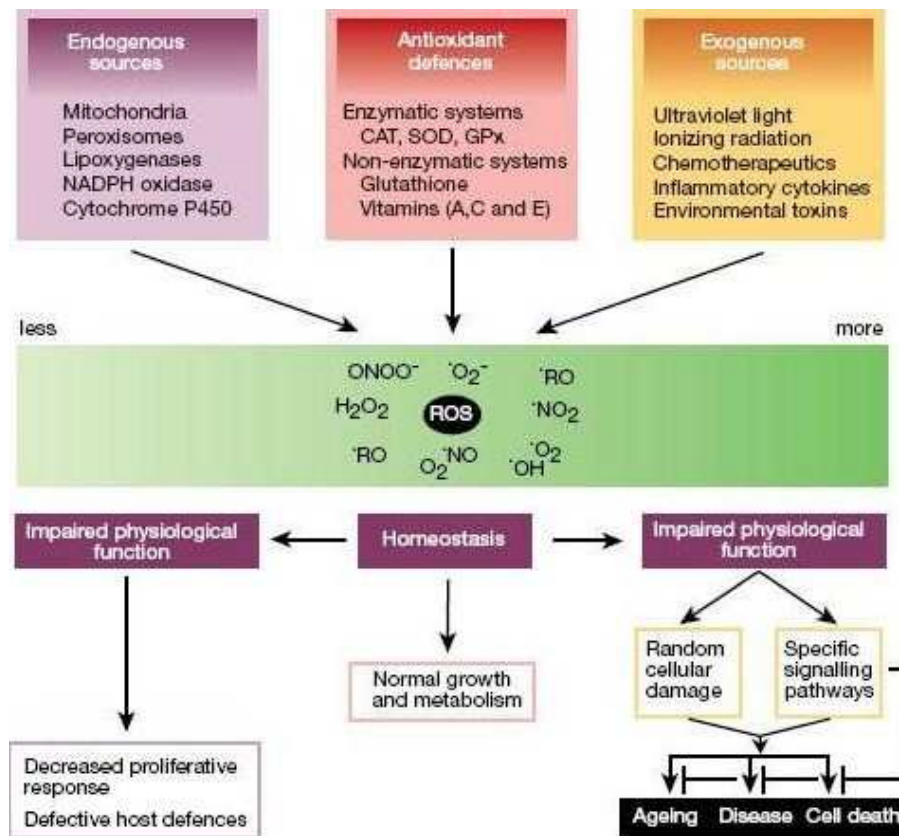 Endogenous
sources
Mitochondria
Peroxisomes
Lipoxygenases
NADPH oxidase
Cytochrome P450
Antioxidant
defences
Enzymatic systems
CAT, SOD, GPx
Non-enzymatic systems
Glutathione
Vitamins (A,C and E)
Exogenous
sources
Ultraviolet light
Ionizing radiation
Chemotherapeutics
Inflammatory cytokines
Environmental toxins
less
more
ONOO⁻ ˙O₂⁻ ˙RO
H₂O₂ ROS ˙NO₂
˙RO O₂ ˙NO ˙OH ˙O₂
Impaired physiological
function
Homeostasis
Impaired physiological
function
Normal growth
and metabolism
Random
cellular
damage
Specific
signalling
pathways
Decreased proliferative
response
Defective host defences
Ageing Disease Cell death